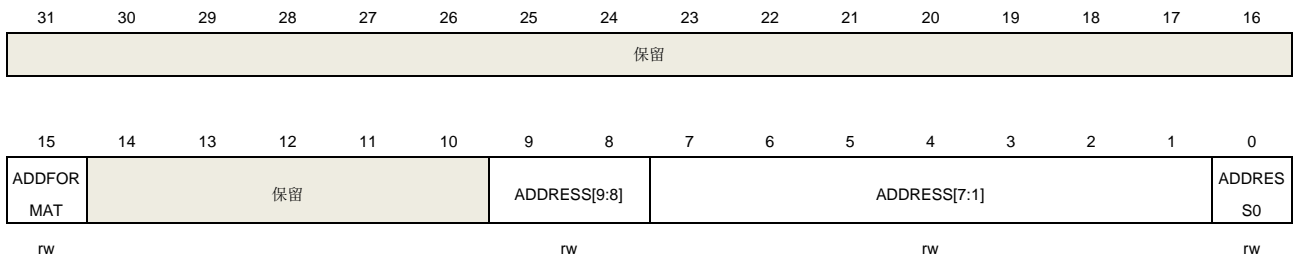 31 30 29 28 27 26 25 24 23 22 21 20 19 18 17 16
保留
15 14 13 12 11 10 9 8 7 6 5 4 3 2 1 0
ADDFOR
MAT
保留
ADDRESS[9:8]
ADDRESS[7:1]
ADDRES
S0
rw rw rw rw